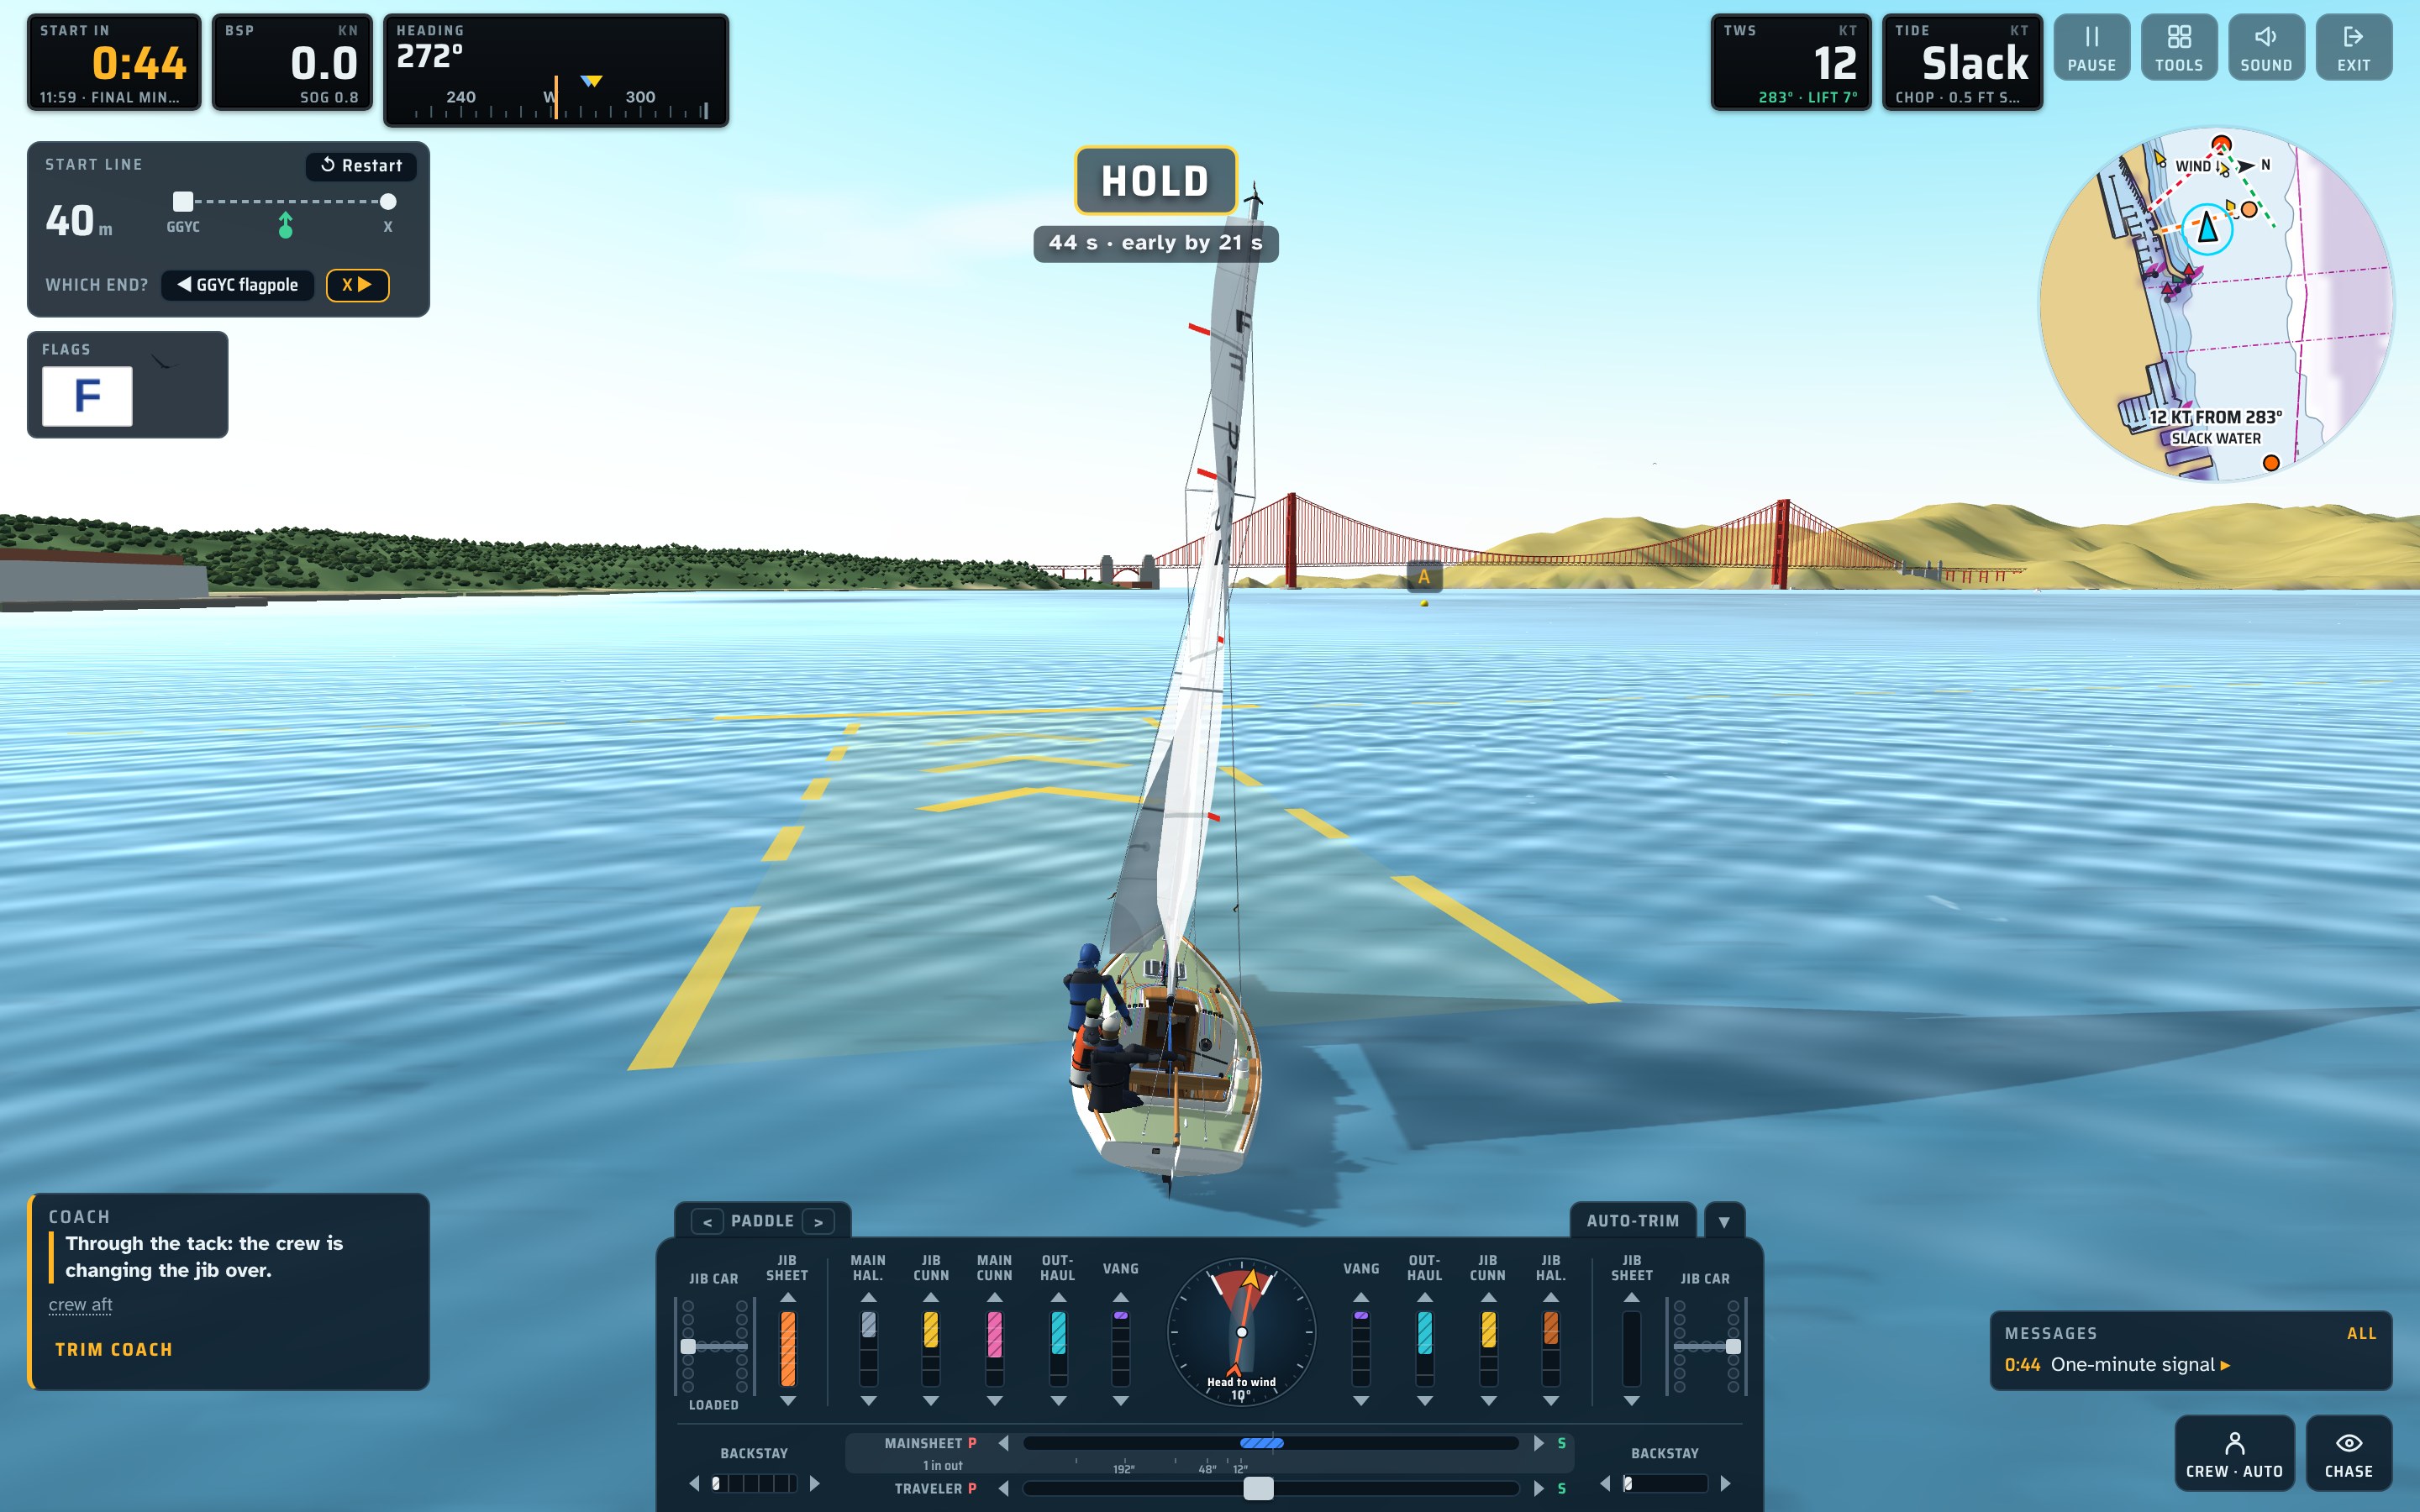 START IN
0:44
11:59 · FINAL MIN...
BSP KN
0.0
SOG 0.8
HEADING
272°
240 W 300
TWS KT
12
283° · LIFT 7°
TIDE KT
Slack
CHOP · 0.5 FT S...
PAUSE
TOOLS
SOUND
EXIT
START LINE
Restart
40 m
GGYC X
WHICH END?
GGYC flagpole
X
FLAGS
F
HOLD
44 s · early by 21 s
WIND N
12 KT FROM 283°
SLACK WATER
A
COACH
Through the tack: the crew is
changing the jib over.
crew aft
TRIM COACH
< PADDLE >
AUTO-TRIM
JIB CAR
LOADED
JIB SHEET
MAIN HAL.
JIB CUNN
MAIN CUNN
OUT-HAUL
VANG
Head to wind
10°
VANG
OUT-HAUL
JIB CUNN
JIB HAL.
JIB SHEET
JIB CAR
BACKSTAY
MAINSHEET P S
1 in out
192" 48" 12"
TRAVELER P S
BACKSTAY
MESSAGES ALL
0:44 One-minute signal
CREW · AUTO
CHASE